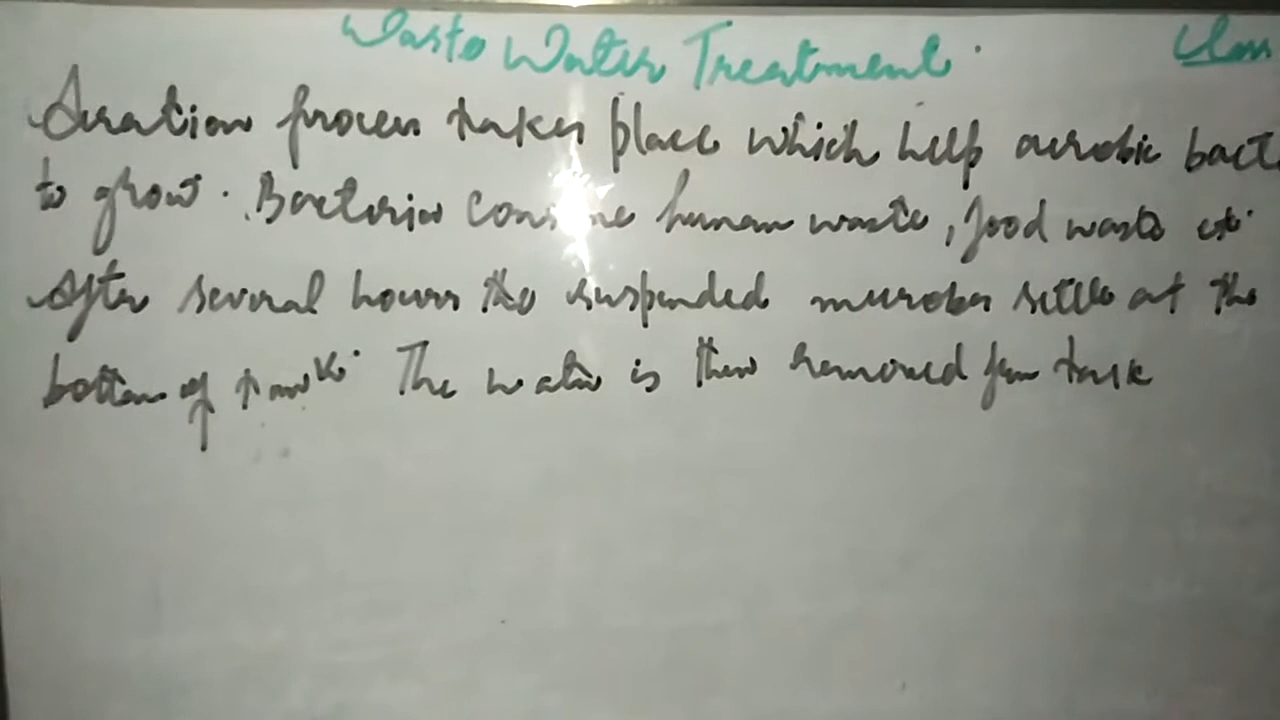 Waste Water Treatment. Class
Aeration process takes place which help aerobic bact
to grow. Bacteria consume human waste, food waste etc.
After several hours the suspended microbes settle at the
bottom of tank. The water is then removed from tank